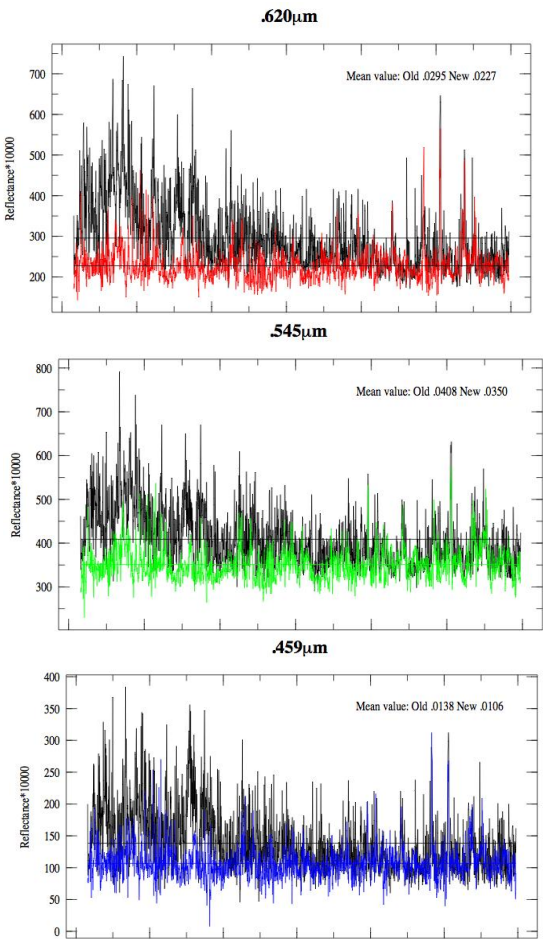 .620μm
Mean value: Old .0295 New .0227
Reflectance*10000
700
600
500
400
300
200
.545μm
Mean value: Old .0408 New .0350
Reflectance*10000
800
700
600
500
400
300
.459μm
Mean value: Old .0138 New .0106
Reflectance*10000
400
350
300
250
200
150
100
50
0